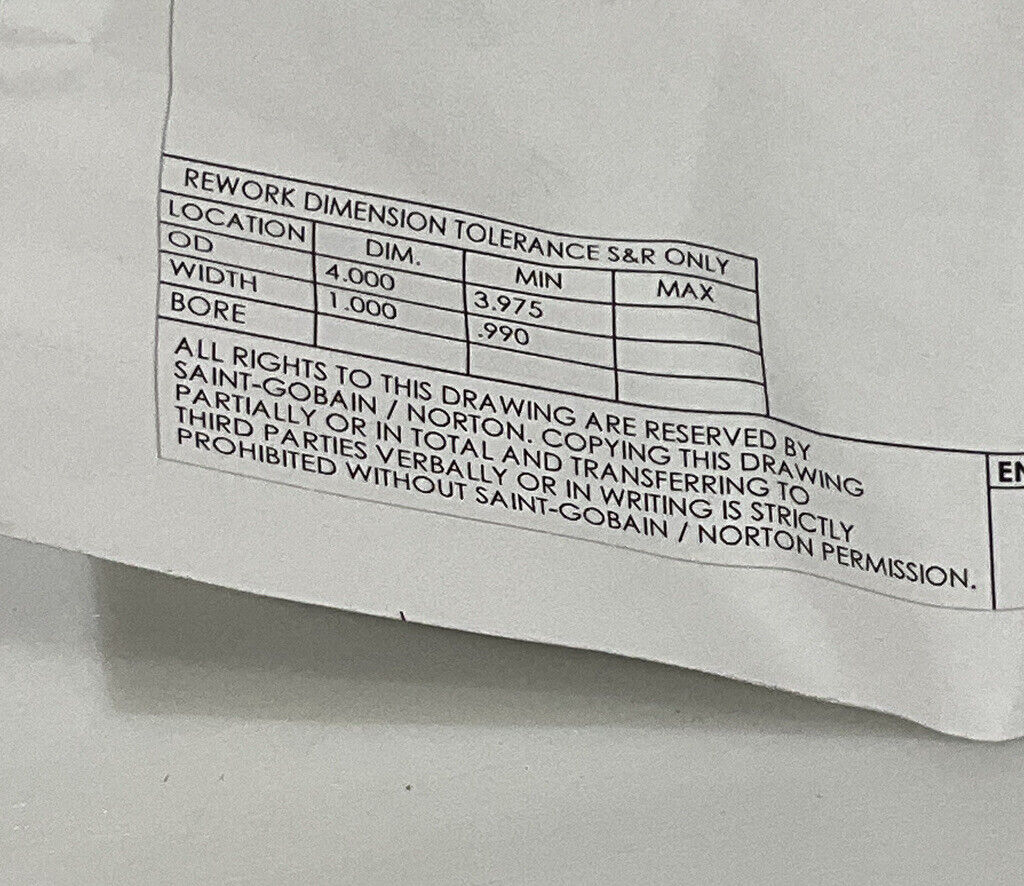 REWORK DIMENSION TOLERANCE S&R ONLY
LOCATION DIM. MIN MAX
OD 4.000 3.975
WIDTH 1.000 .990
BORE
ALL RIGHTS TO THIS DRAWING ARE RESERVED BY
SAINT-GOBAIN / NORTON. COPYING THIS DRAWING
PARTIALLY OR IN TOTAL AND TRANSFERRING TO
THIRD PARTIES VERBALLY OR IN WRITING IS STRICTLY
PROHIBITED WITHOUT SAINT-GOBAIN / NORTON PERMISSION.